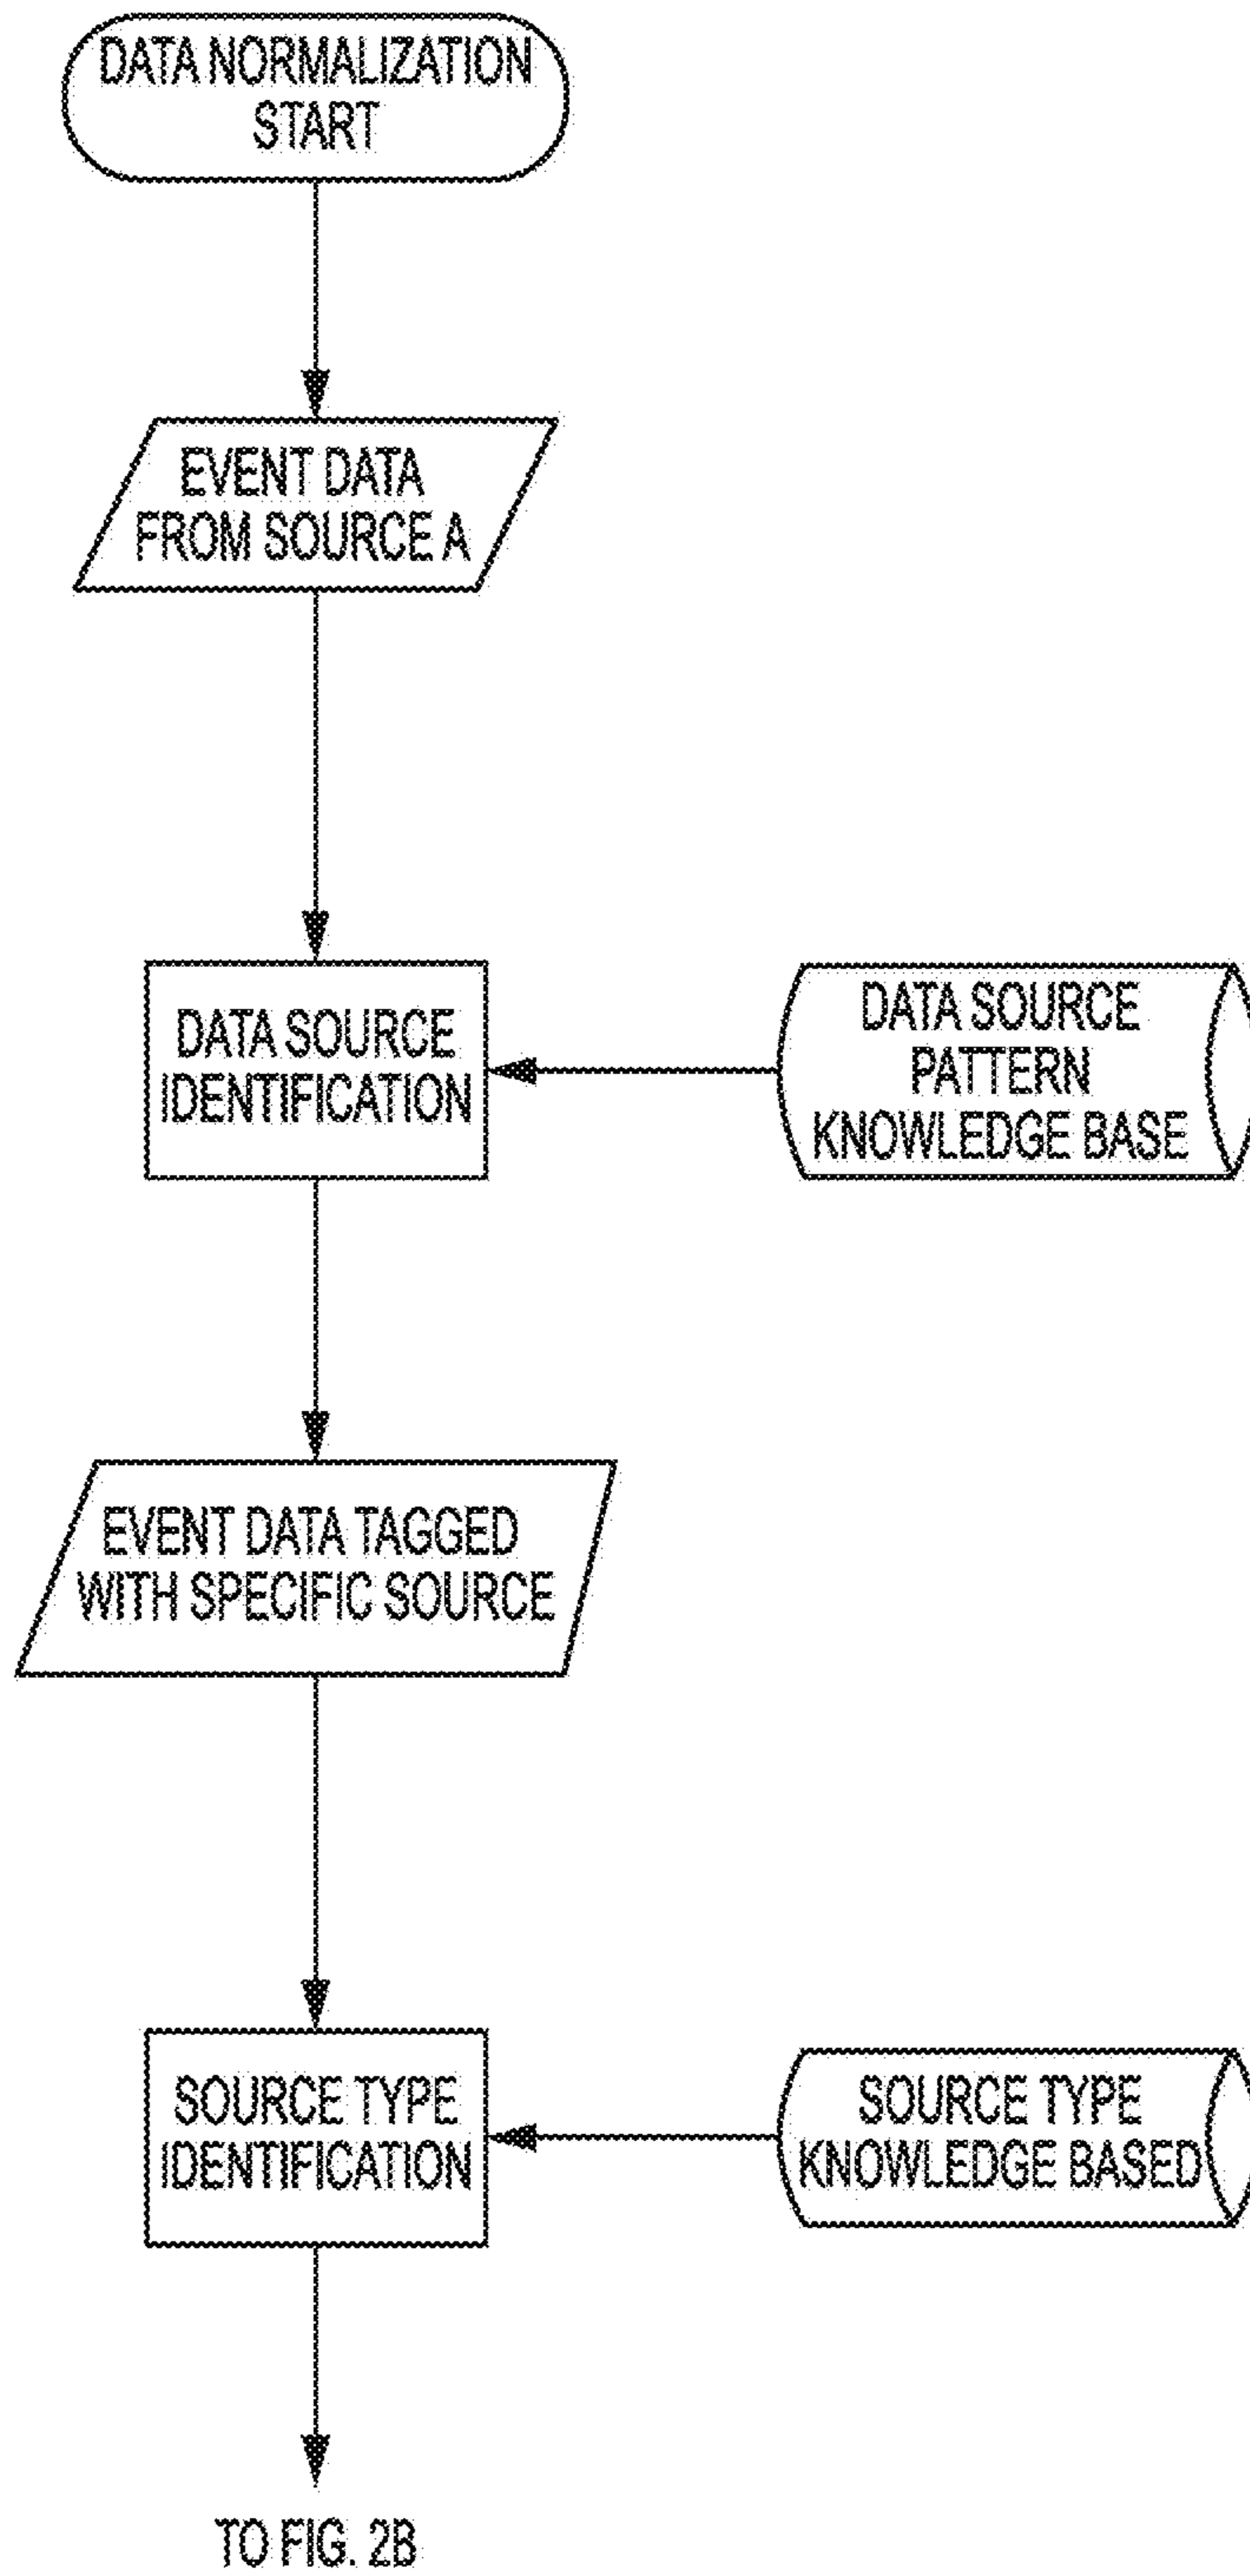 DATA NORMALIZATION
START
EVENT DATA
FROM SOURCE A
DATA SOURCE
IDENTIFICATION
DATA SOURCE
PATTERN
KNOWLEDGE BASE
EVENT DATA TAGGED
WITH SPECIFIC SOURCE
SOURCE TYPE
IDENTIFICATION
SOURCE TYPE
KNOWLEDGE BASED
TO FIG. 2B